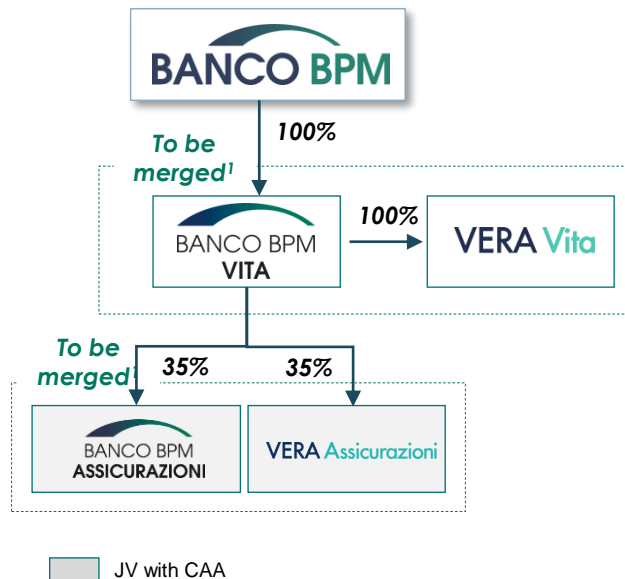 BANCO BPM
100%
To be
merged¹
100%
BANCO BPM
VITA
VERA Vita
To be
merged¹
35%
35%
BANCO BPM
ASSICURAZIONI
VERA Assicurazioni
JV with CAA